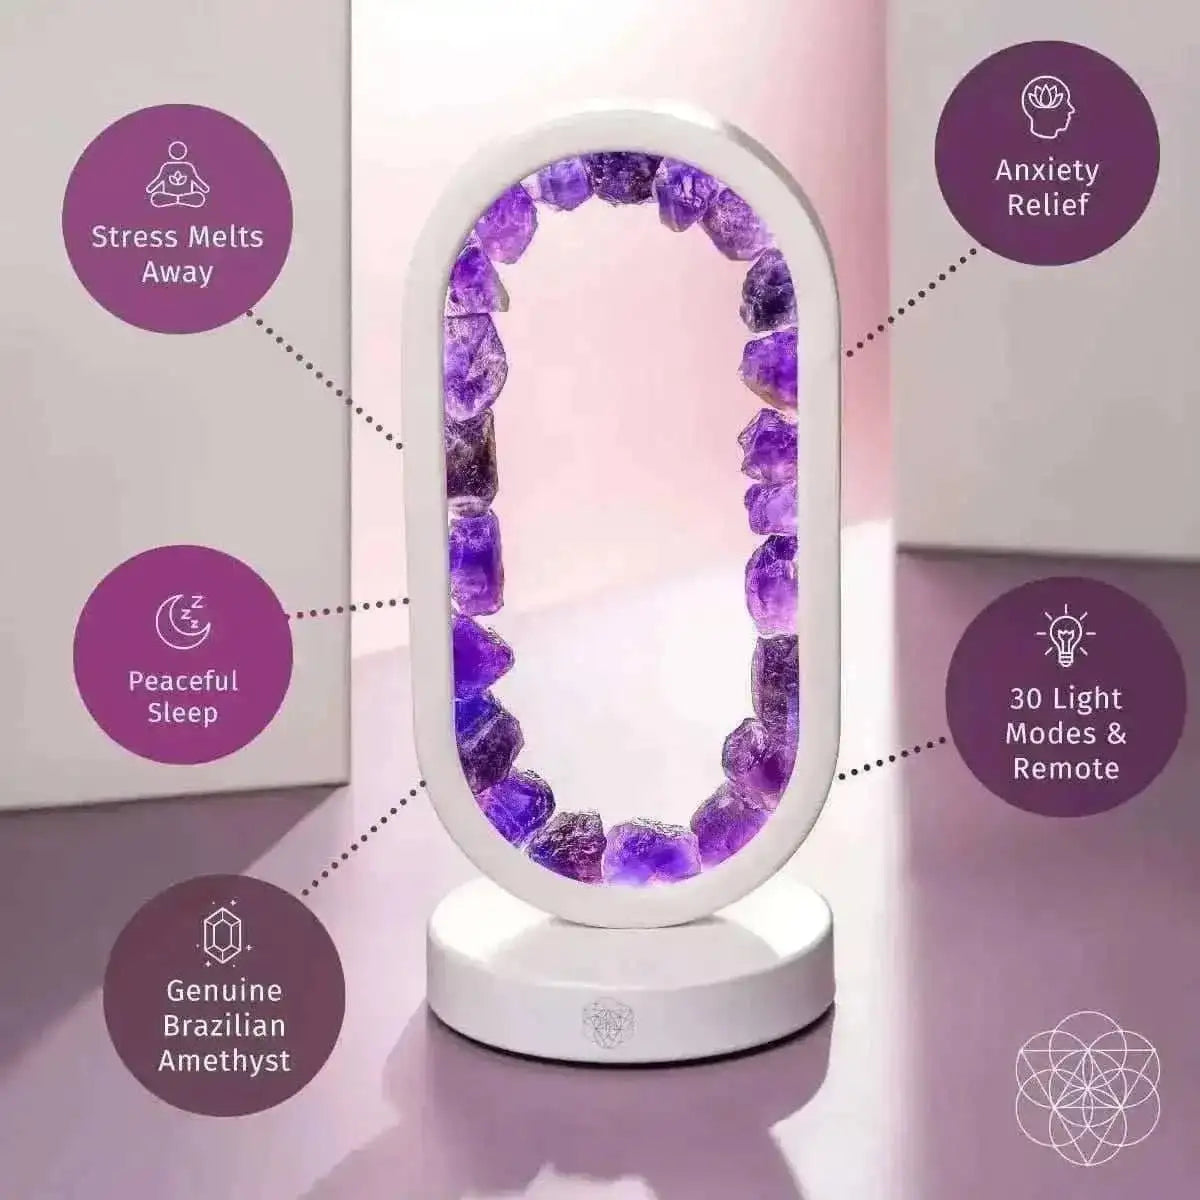 Stress Melts
Away
Anxiety
Relief
Peaceful
Sleep
30 Light
Modes &
Remote
Genuine
Brazilian
Amethyst